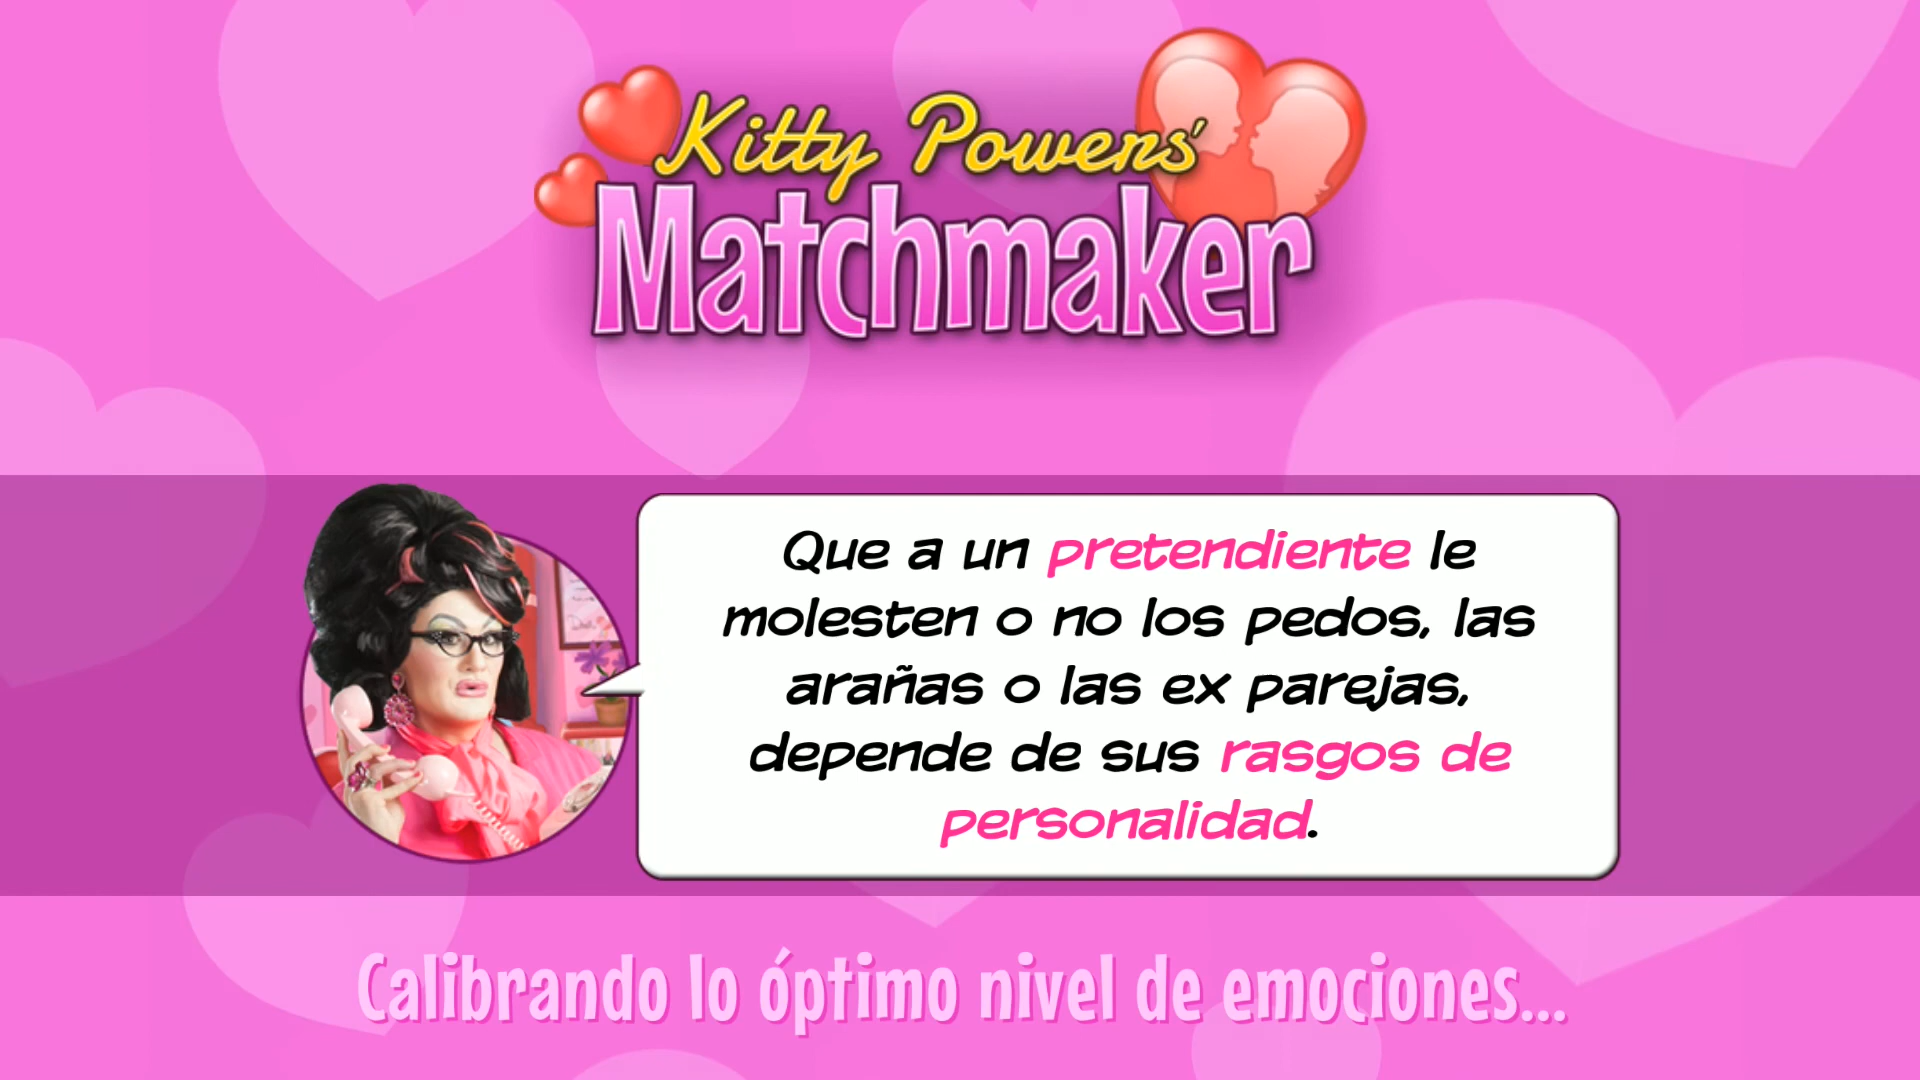 Kitty Powers'
Matchmaker
Que a un pretendiente le
molesten o no los pedos, las
arañas o las ex parejas,
depende de sus rasgos de
personalidad.
Calibrando lo óptimo nivel de emociones...